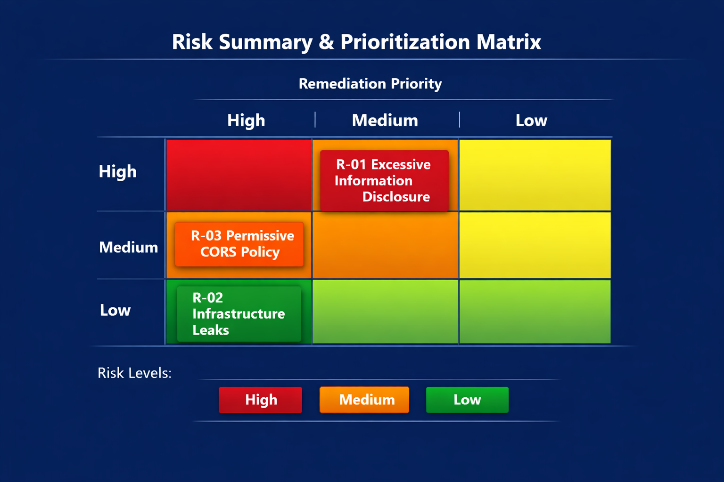 Risk Summary & Prioritization Matrix
Remediation Priority
High Medium Low
High
R-01 Excessive
Information
Disclosure
Medium
R-03 Permissive
CORS Policy
Low
R-02
Infrastructure
Leaks
Risk Levels:
High Medium Low